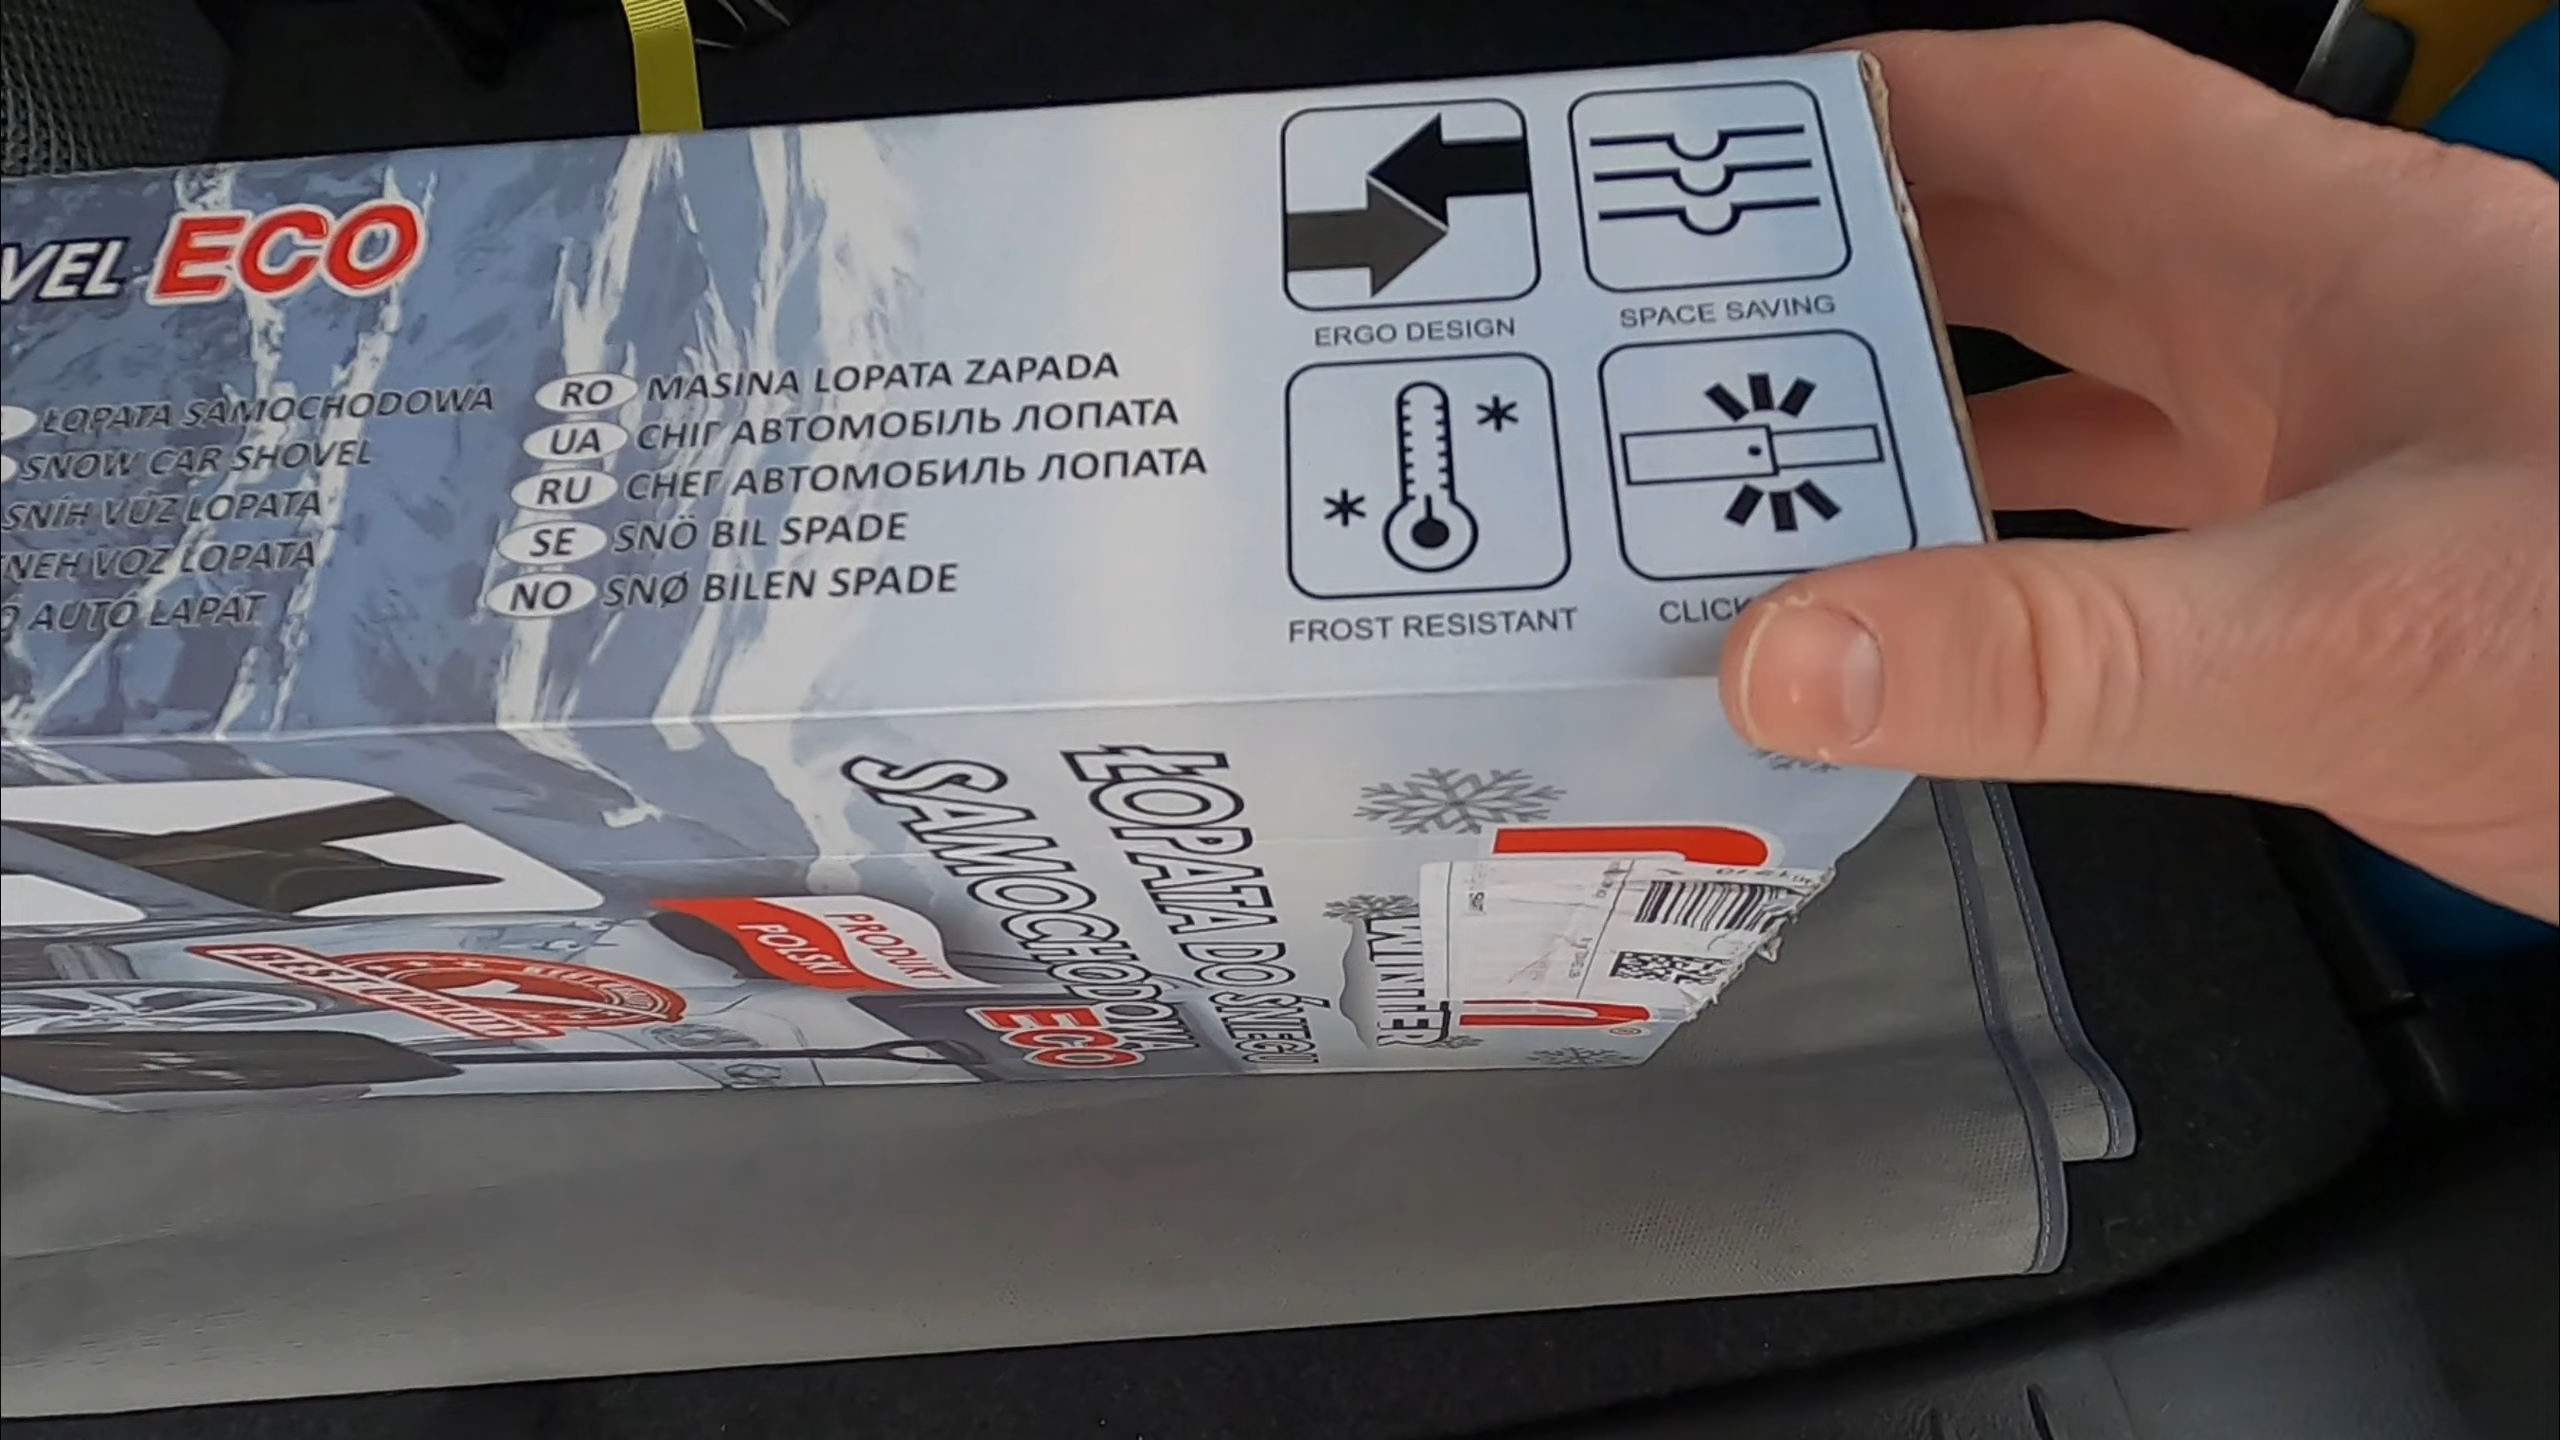 ECO
ŁOPATA SAMOCHODOWA
SNOW CAR SHOVEL
SNÍH VŮZ LOPATA
VOZ LOPATA
AUTÓ LAPÁT
RO MASINA LOPATA ZAPADA
UA СНІГ АВТОМОБІЛЬ ЛОПАТА
RU СНЕГ АВТОМОБИЛЬ ЛОПАТА
SE SNÖ BIL SPADE
NO SNØ BILEN SPADE
ERGO DESIGN
SPACE SAVING
FROST RESISTANT
CLICK
ŁOPATA DO ŚNIEGU
SAMOCHODOWA
ECO
PRODUKT
POLSKI
WINTER